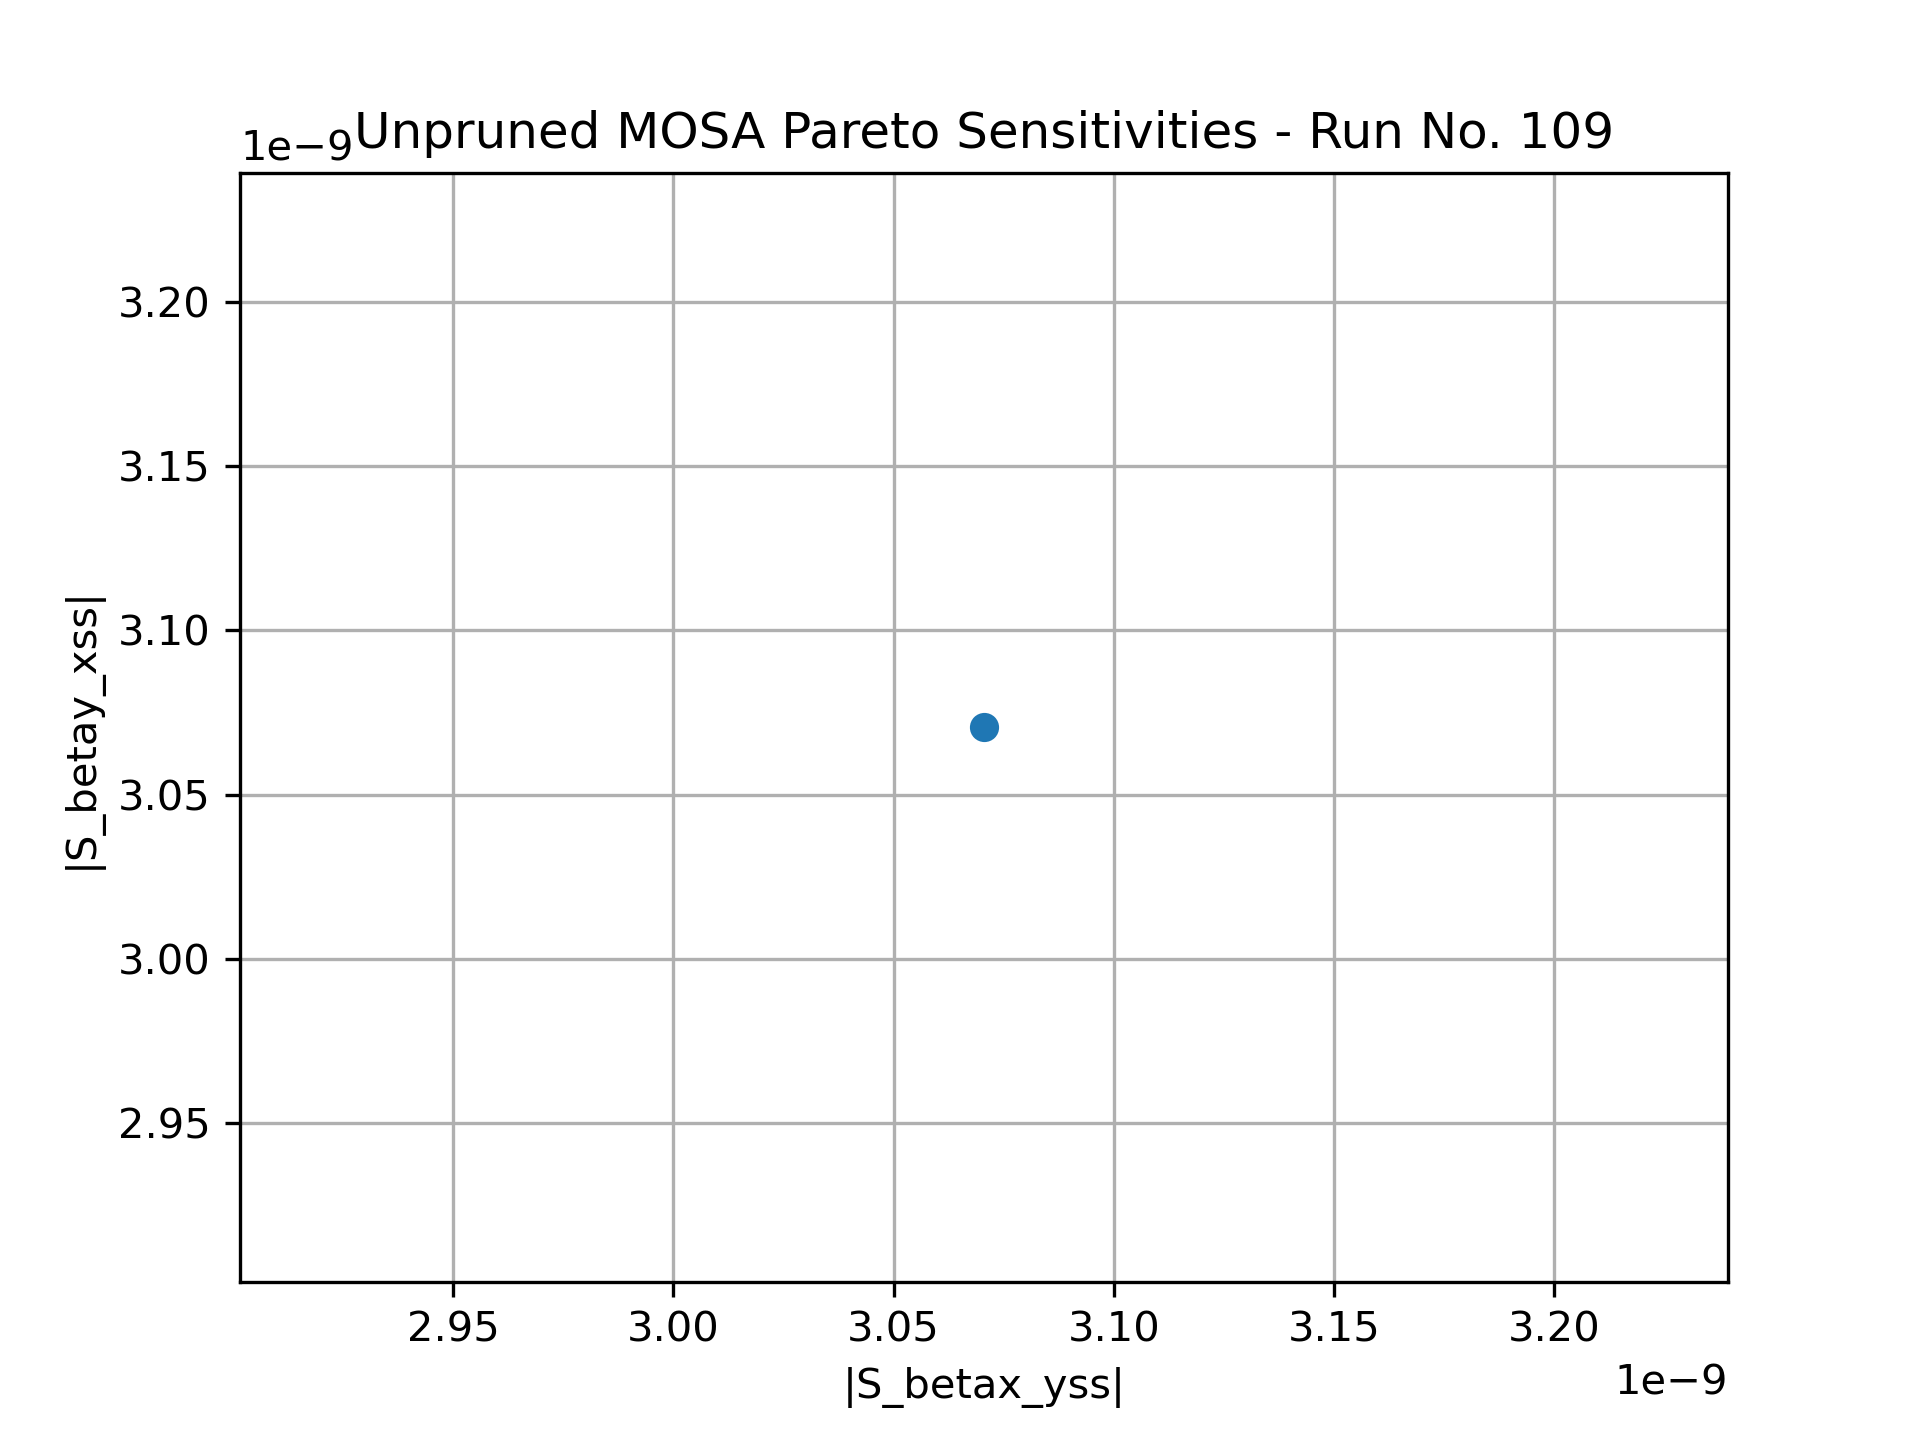 Unpruned MOSA Pareto Sensitivities - Run No. 109
1e−9
3.20
3.15
3.10
3.05
3.00
2.95
|S_betay_xss|
2.95 3.00 3.05 3.10 3.15 3.20
1e−9
|S_betax_yss|